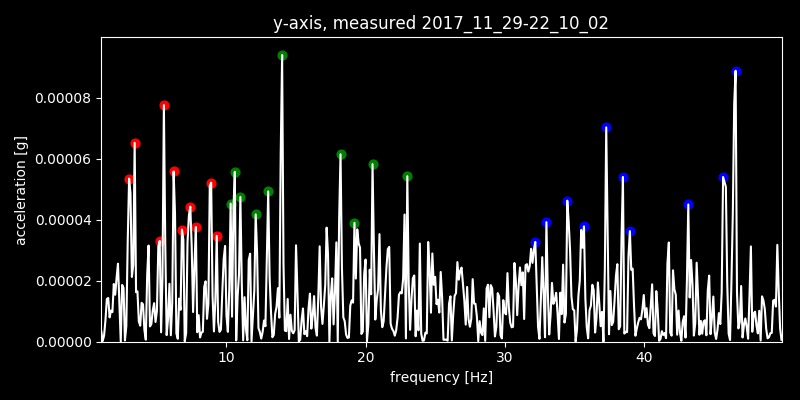 y-axis, measured 2017_11_29-22_10_02
acceleration [g]
0.00008
0.00006
0.00004
0.00002
0.00000
10 20 30 40
frequency [Hz]